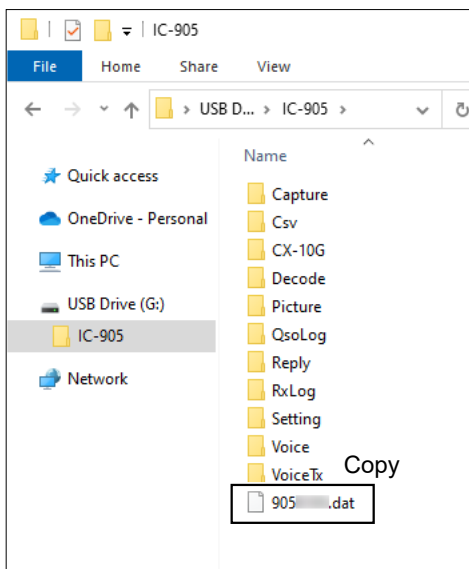 IC-905
File Home Share View
USB D... IC-905
Name
Quick access
OneDrive - Personal
This PC
USB Drive (G:)
IC-905
Network
Capture
Csv
CX-10G
Decode
Picture
QsoLog
Reply
RxLog
Setting
Voice
VoiceTx
Copy
905 .dat